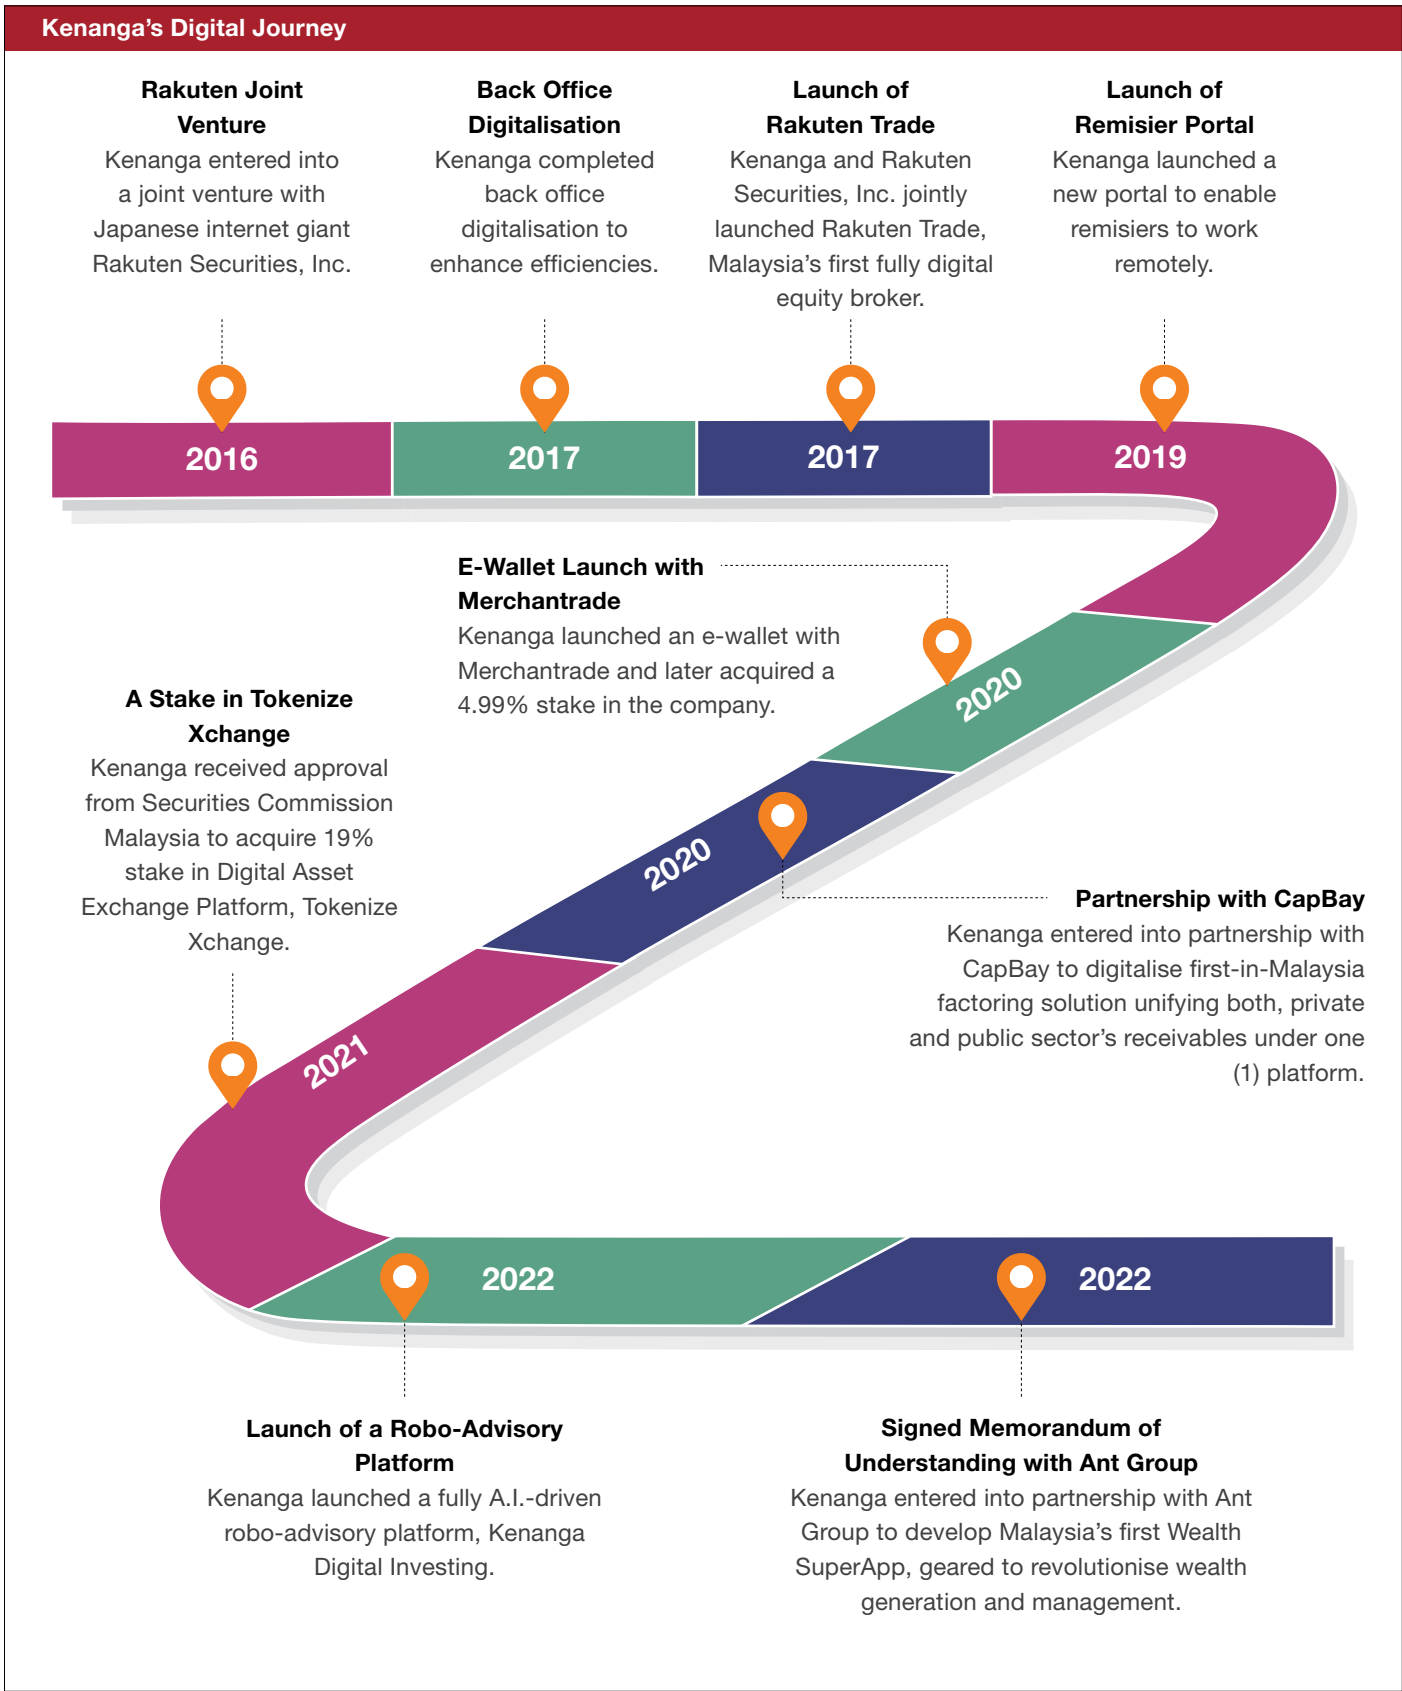 Kenanga's Digital Journey
Rakuten Joint
Venture
Kenanga entered into
a joint venture with
Japanese internet giant
Rakuten Securities, Inc.
Back Office
Digitalisation
Kenanga completed
back office
digitalisation to
enhance efficiencies.
Launch of
Rakuten Trade
Kenanga and Rakuten
Securities, Inc. jointly
launched Rakuten Trade,
Malaysia's first fully digital
equity broker.
Launch of
Remisier Portal
Kenanga launched a
new portal to enable
remisiers to work
remotely.
2016
2017
2017
2019
E-Wallet Launch with
Merchantrade
Kenanga launched an e-wallet with
Merchantrade and later acquired a
4.99% stake in the company.
2020
A Stake in Tokenize
Xchange
Kenanga received approval
from Securities Commission
Malaysia to acquire 19%
stake in Digital Asset
Exchange Platform, Tokenize
Xchange.
2020
Partnership with CapBay
Kenanga entered into partnership with
CapBay to digitalise first-in-Malaysia
factoring solution unifying both, private
and public sector's receivables under one
(1) platform.
2021
2022
2022
Launch of a Robo-Advisory
Platform
Kenanga launched a fully A.I.-driven
robo-advisory platform, Kenanga
Digital Investing.
Signed Memorandum of
Understanding with Ant Group
Kenanga entered into partnership with Ant
Group to develop Malaysia's first Wealth
SuperApp, geared to revolutionise wealth
generation and management.